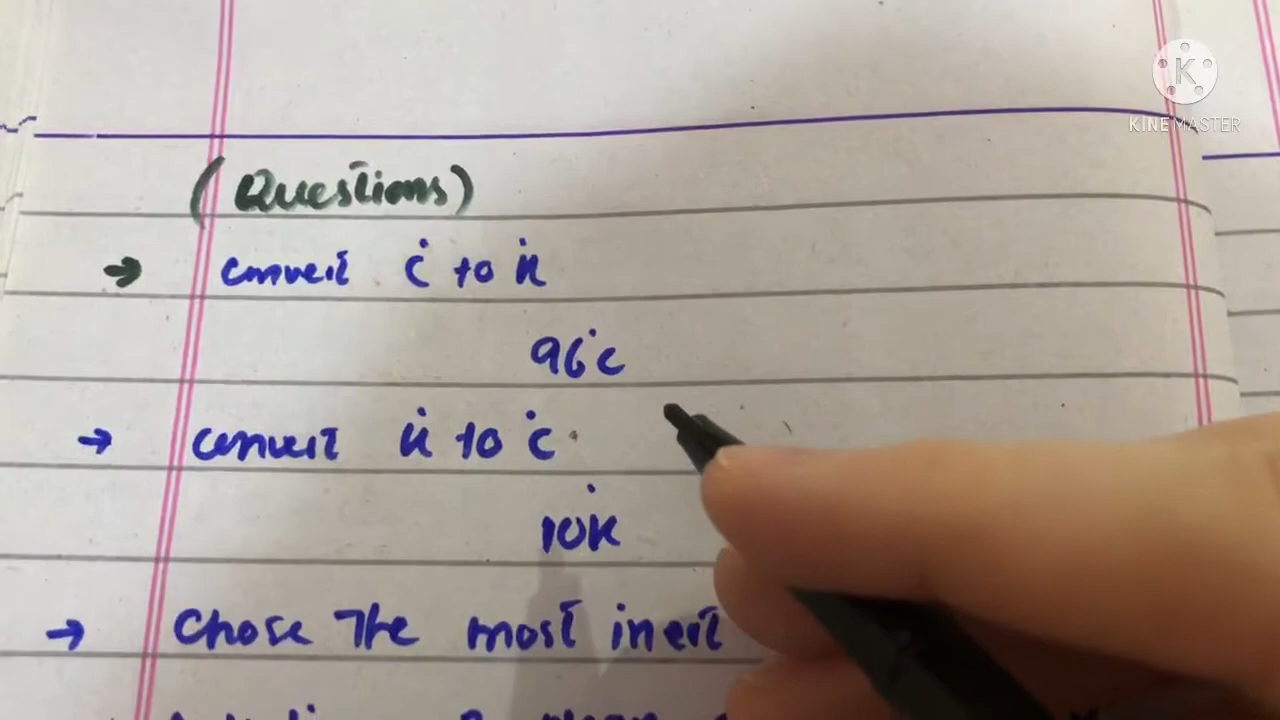 K
KINEMASTER
(Questions)
→ convert °C to °K
96°C
→ convert °K to °C
10°K
→ Chose The most inert